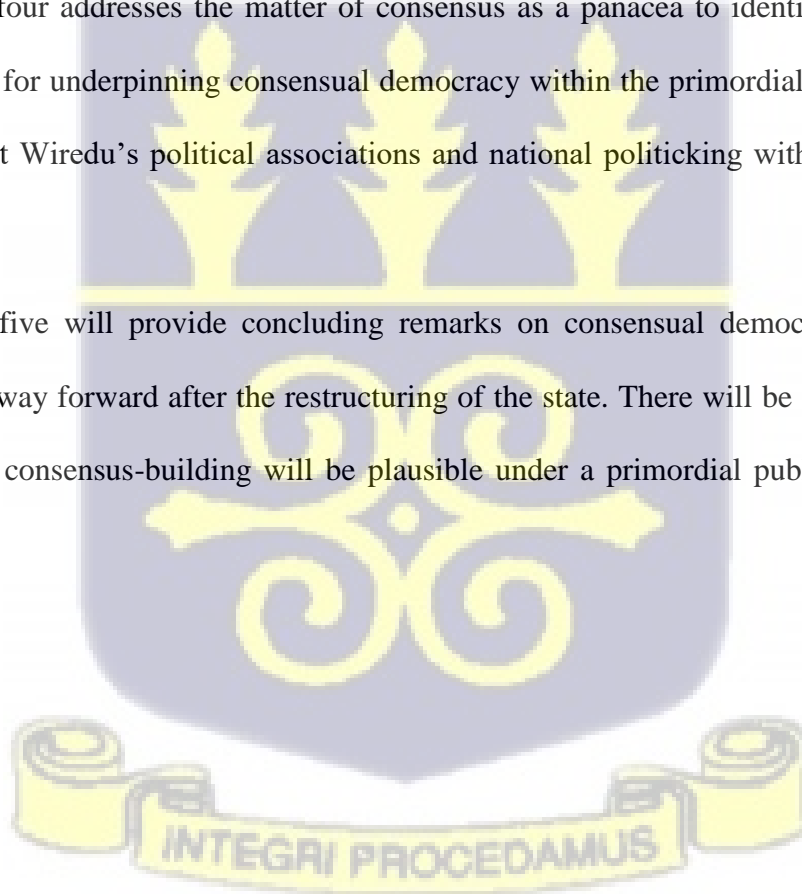 four addresses the matter of consensus as a panacea to identi
for underpinning consensual democracy within the primordial
t Wiredu's political associations and national politicking with
five will provide concluding remarks on consensual democ
way forward after the restructuring of the state. There will be
consensus-building will be plausible under a primordial pub
INTEGRI PROCEDAMUS